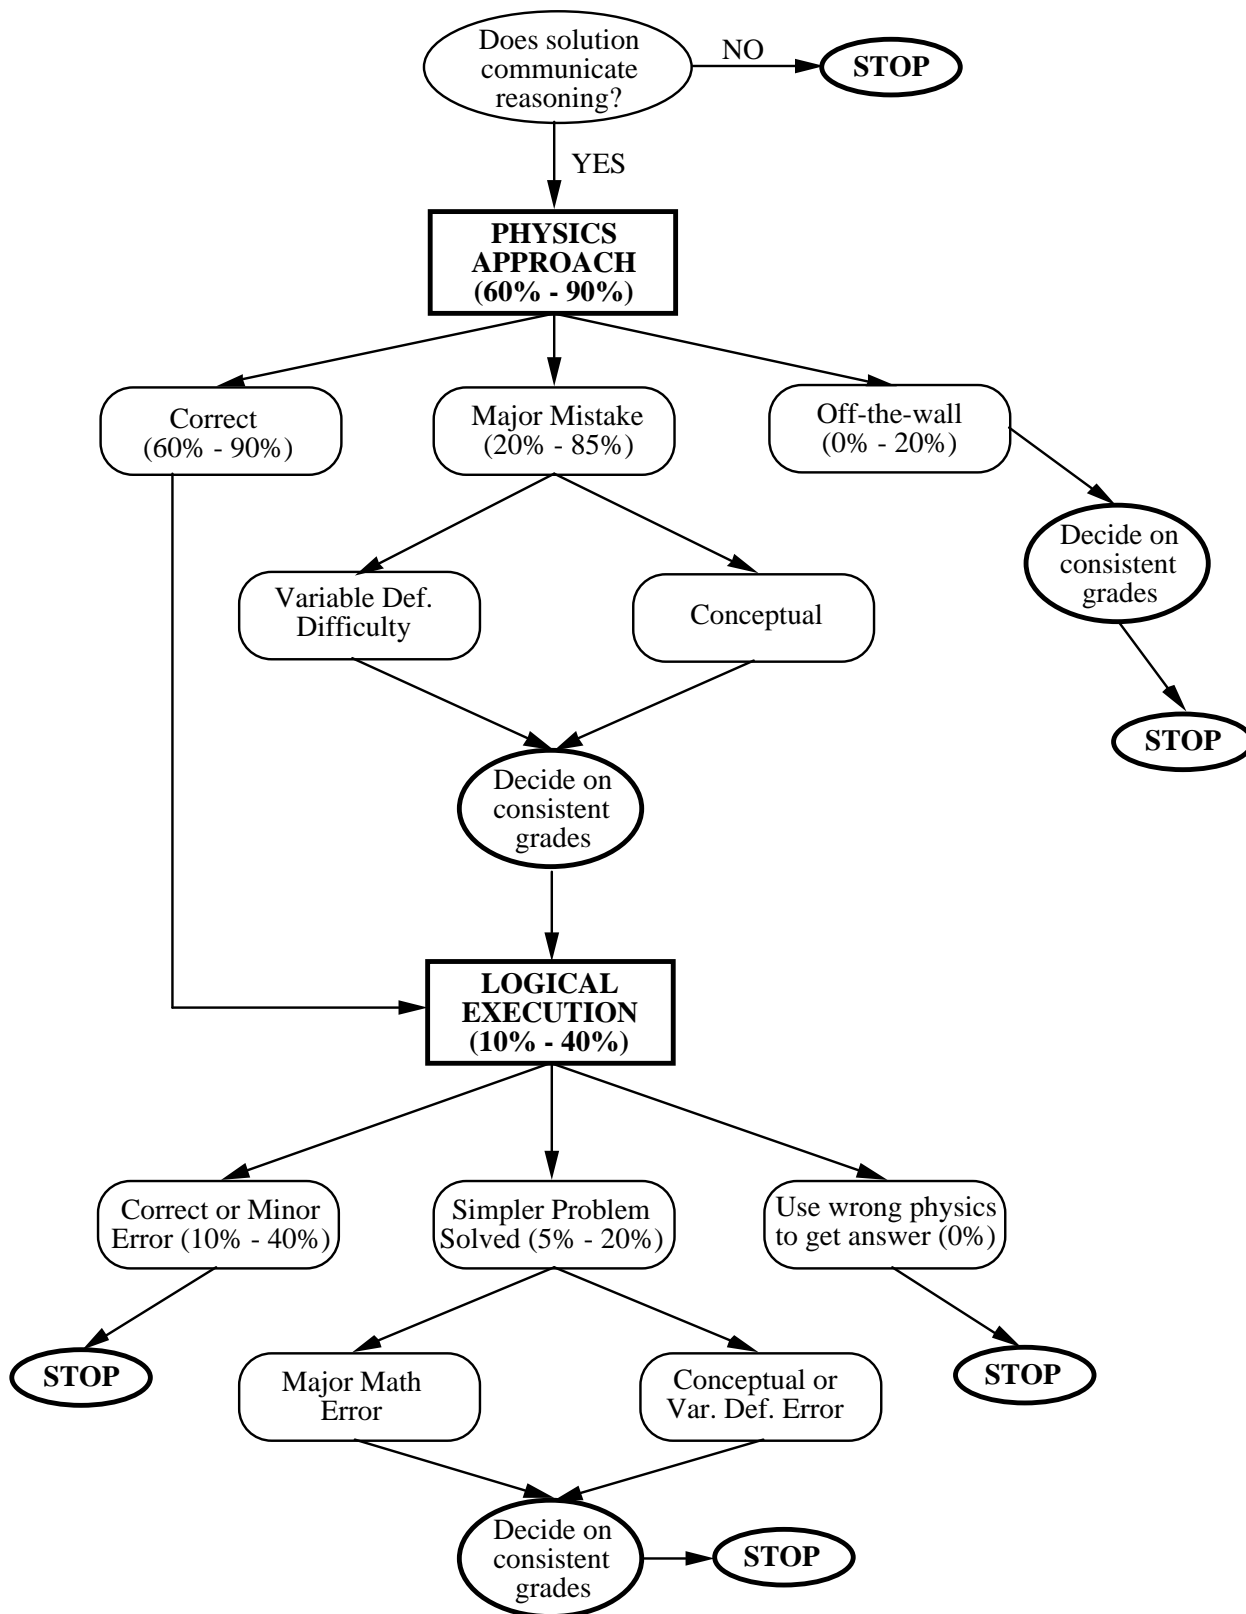 Does solution
communicate
reasoning?
NO
STOP
YES
PHYSICS
APPROACH
(60% - 90%)
Correct
(60% - 90%)
Major Mistake
(20% - 85%)
Off-the-wall
(0% - 20%)
Decide on
consistent
grades
Variable Def.
Difficulty
Conceptual
STOP
Decide on
consistent
grades
LOGICAL
EXECUTION
(10% - 40%)
Correct or Minor
Error (10% - 40%)
Simpler Problem
Solved (5% - 20%)
Use wrong physics
to get answer (0%)
STOP
Major Math
Error
Conceptual or
Var. Def. Error
STOP
Decide on
consistent
grades
STOP